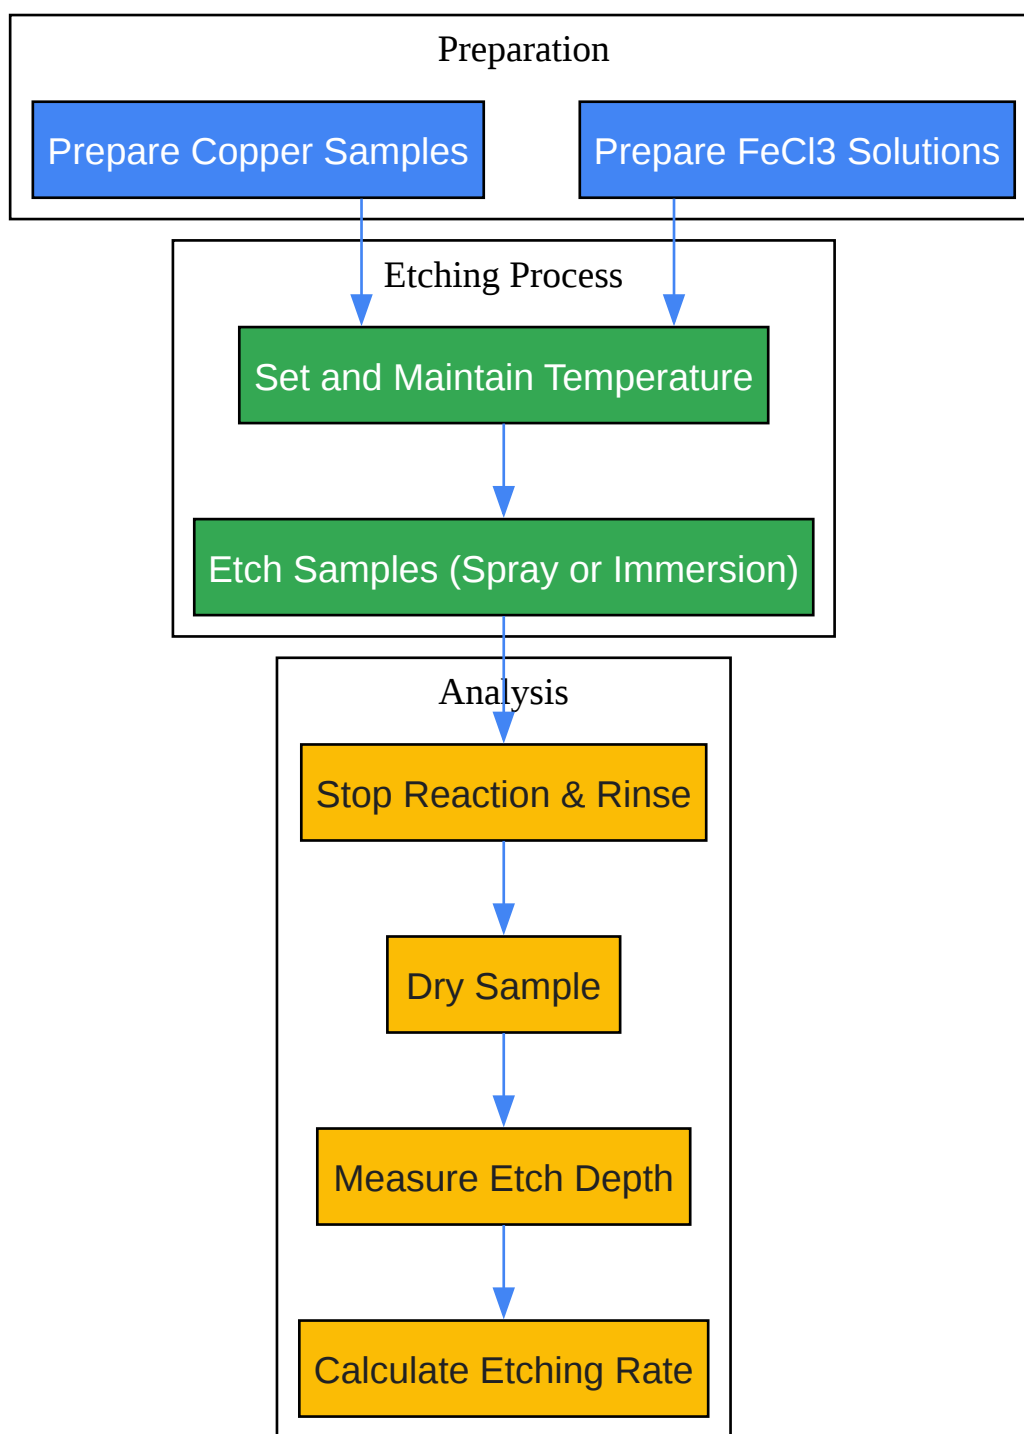 Preparation
Prepare Copper Samples
Prepare FeCl3 Solutions
Etching Process
Set and Maintain Temperature
Etch Samples (Spray or Immersion)
Analysis
Stop Reaction & Rinse
Dry Sample
Measure Etch Depth
Calculate Etching Rate